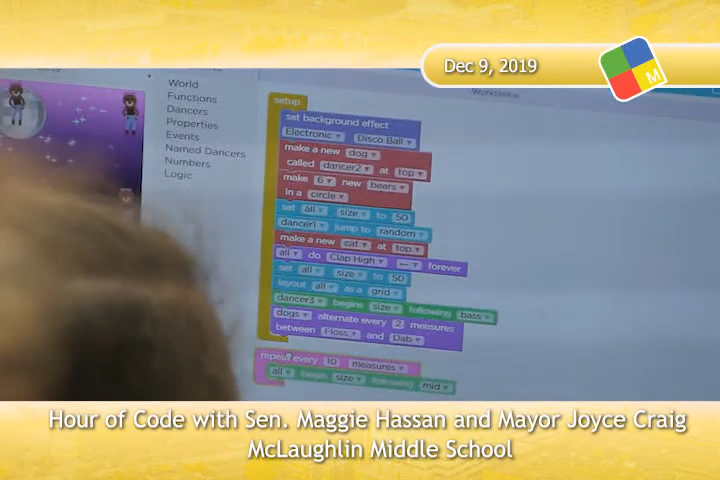 Dec 9, 2019
M
Workspace
World
Functions
Dancers
Properties
Events
Named Dancers
Numbers
Logic
setup
set background effect
Electronic Disco Ball
make a new dog
called dancer2 at top
make 6 new bears
in a circle
set all size to 50
dancer1 jump to random
make a new cat at top
all do Clap High ← forever
set all size to 50
layout all as a grid
dancer3 begins size following bass
dogs alternate every 2 measures
between Floss and Dab
repeat every 10 measures
all begins size following mid
Hour of Code with Sen. Maggie Hassan and Mayor Joyce Craig
McLaughlin Middle School